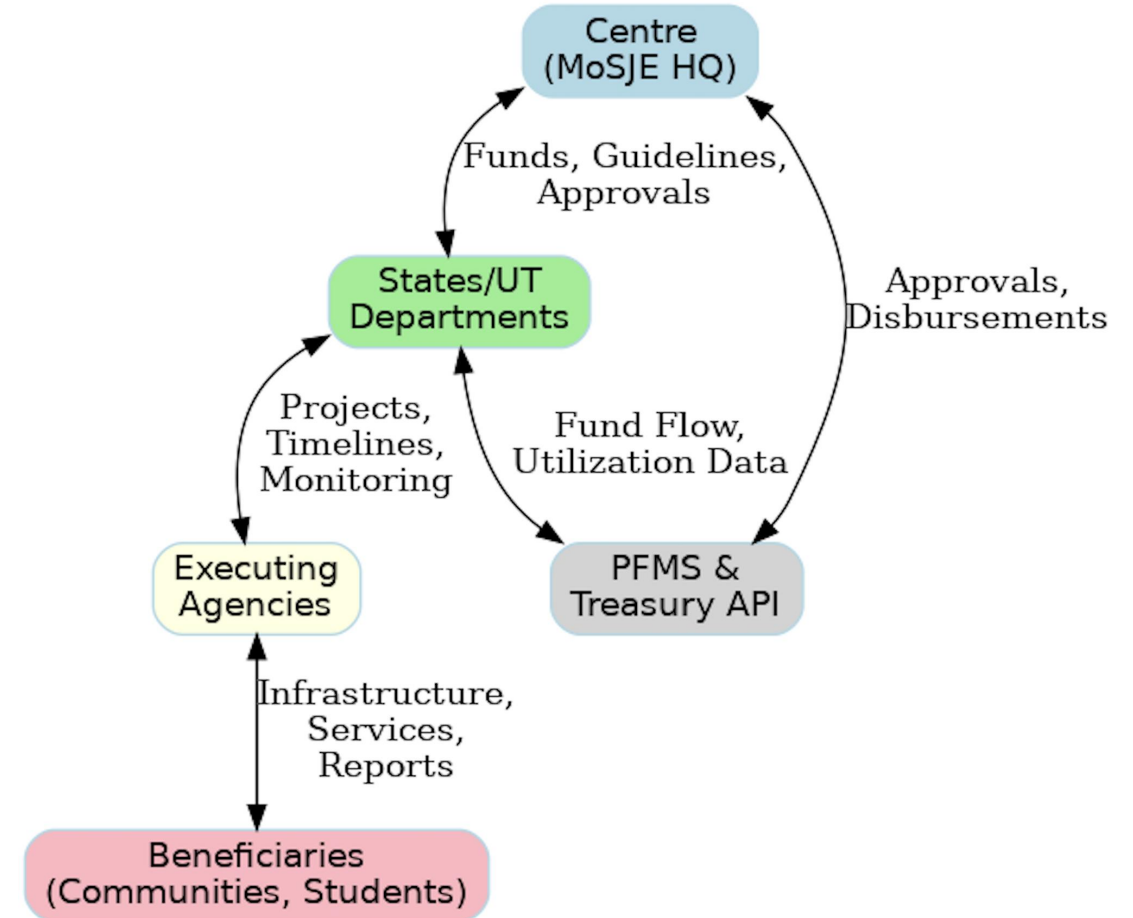 Centre
(MoSJE HQ)
Funds, Guidelines,
Approvals
States/UT
Departments
Approvals,
Disbursements
Projects,
Timelines,
Monitoring
Fund Flow,
Utilization Data
Executing
Agencies
PFMS &
Treasury API
Infrastructure,
Services,
Reports
Beneficiaries
(Communities, Students)